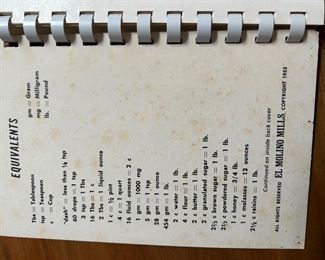 EQUIVALENTS
Tbs = Tablespoon
tsp = Teaspoon
c = Cup
gm = Gram
mg = Milligram
lb. = Pound
"dash" = less than ⅛ tsp
60 drops = 1 tsp
3 tsp = 1 Tbs
16 Tbs = 1 c
2 Tbs = 1 liquid ounce
1 c = ½ pint
4 c = 1 quart
16 fluid ounces = 2 c
1 gm = 1000 mg
5 gm = 1 tsp
28 gm = 1 ounce
454 gm = 1 lb.
2 c water = 1 lb.
4 c flour = 1 lb.
2 c butter = 1 lb.
2 c granulated sugar = 1 lb.
2½ c brown sugar = 1 lb.
2½ c powdered sugar = 1 lb.
1 c honey = 3/4 lb.
1 c molasses = 13 ounces
2½ c raisins = 1 lb.
Continued on inside back cover
ALL RIGHTS RESERVED EL MOLINO MILLS COPYRIGHT 1953